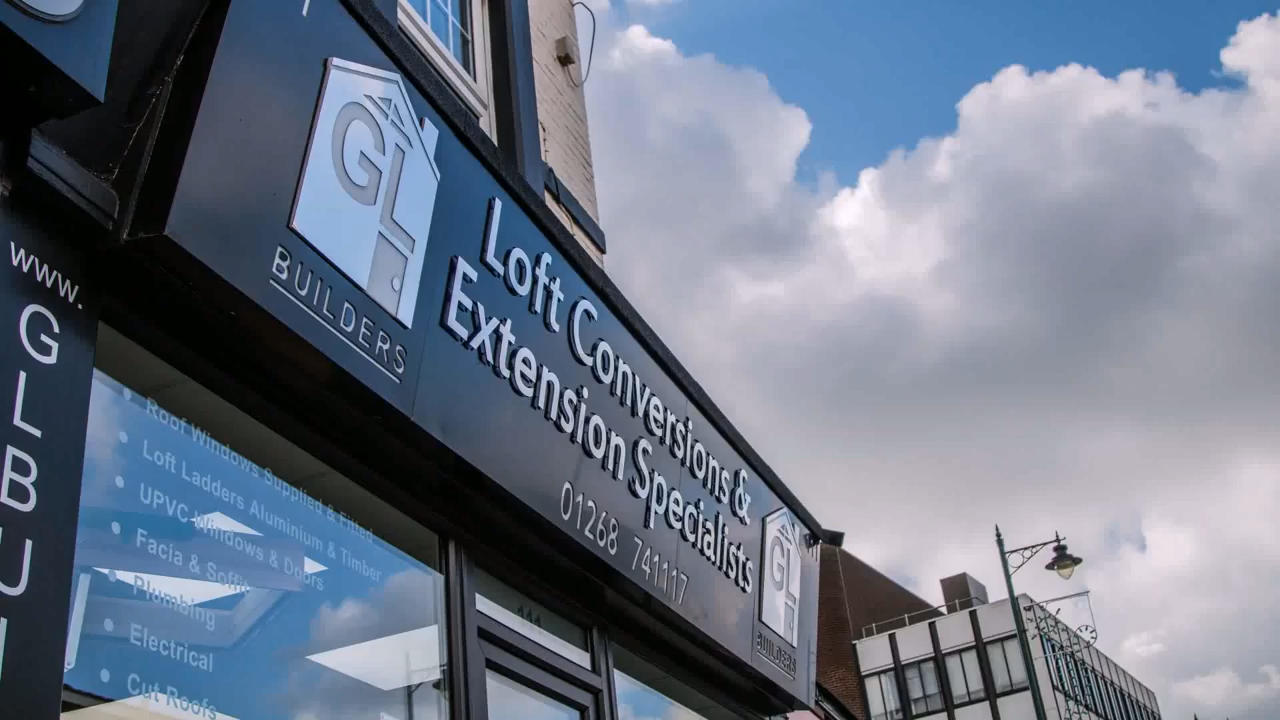 GL
BUILDERS
Loft Conversions &
Extension Specialists
01268 741117
GL
BUILDERS
www.
G
L
B
U
Roof Windows Supplied & Fitted
Loft Ladders Aluminium & Timber
UPVC Windows & Doors
Facia & Soffits
Plumbing
Electrical
Cut Roofs